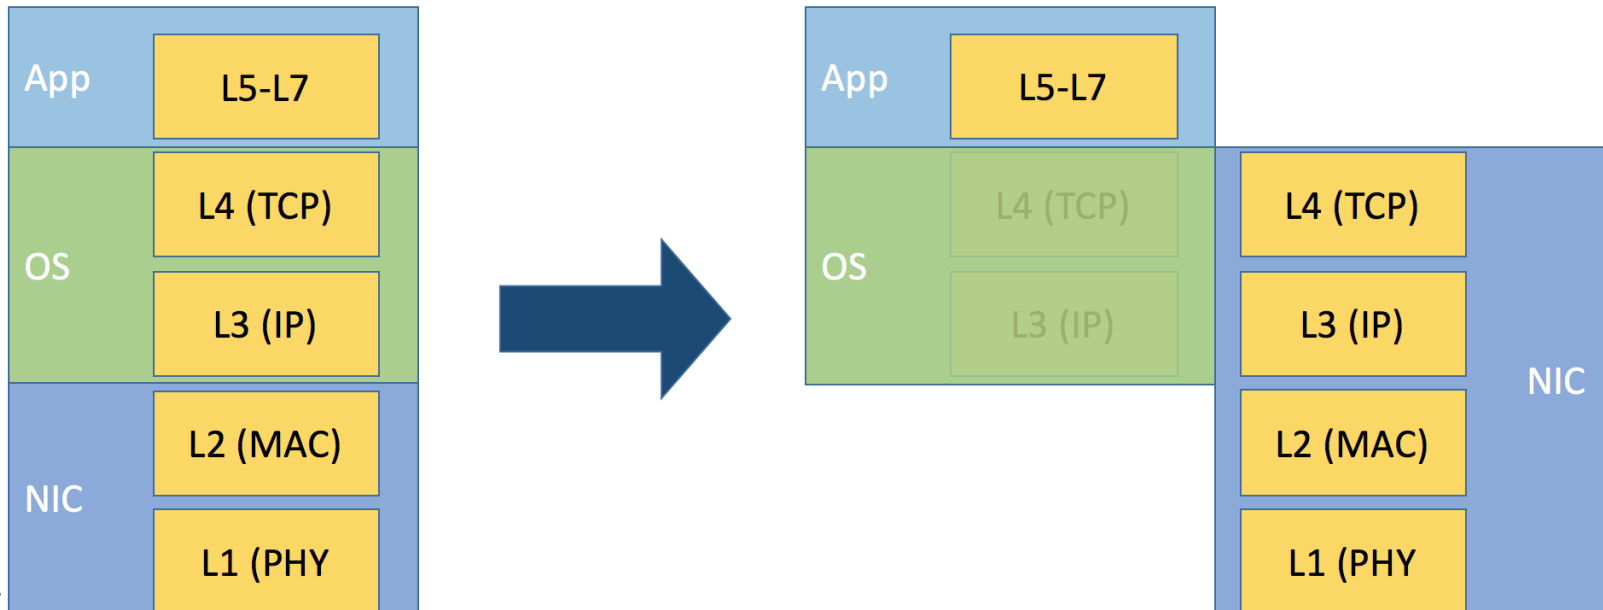 App
L5-L7
OS
L4 (TCP)
L3 (IP)
NIC
L2 (MAC)
L1 (PHY
App
L5-L7
OS
L4 (TCP)
L3 (IP)
L4 (TCP)
L3 (IP)
L2 (MAC)
L1 (PHY
NIC